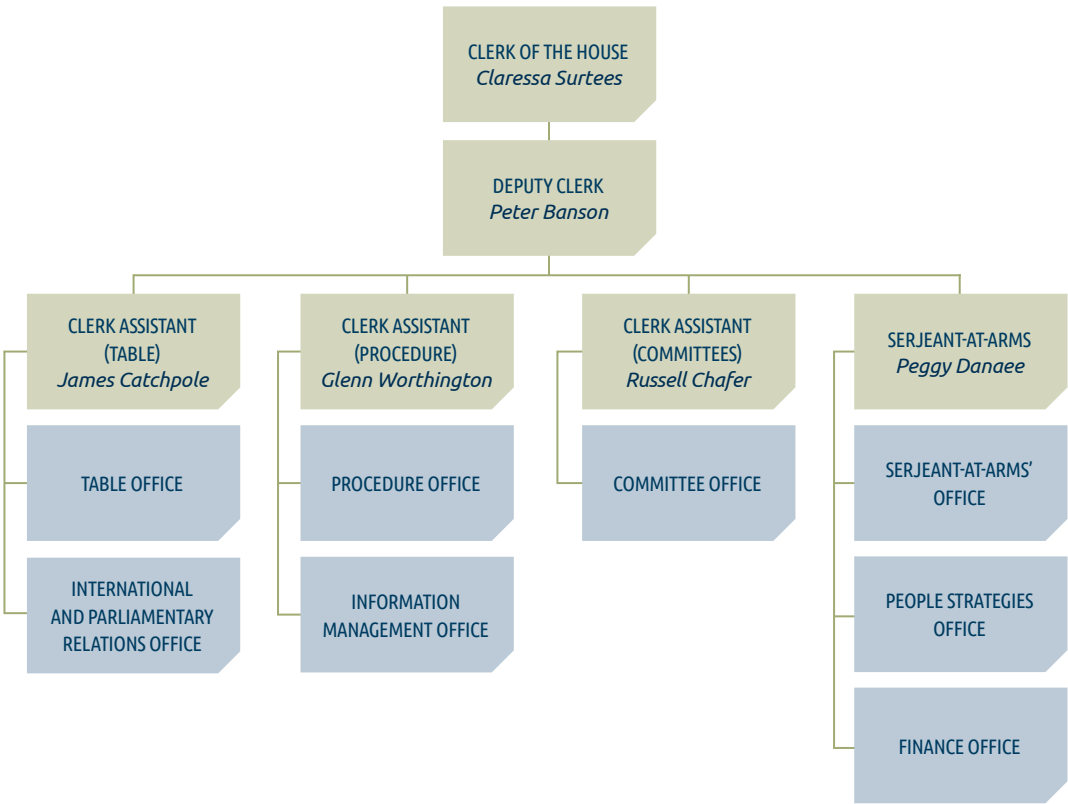 CLERK OF THE HOUSE
Claressa Surtees
DEPUTY CLERK
Peter Banson
CLERK ASSISTANT
(TABLE)
James Catchpole
CLERK ASSISTANT
(PROCEDURE)
Glenn Worthington
CLERK ASSISTANT
(COMMITTEES)
Russell Chafer
SERJEANT-AT-ARMS
Peggy Danaee
TABLE OFFICE
PROCEDURE OFFICE
COMMITTEE OFFICE
SERJEANT-AT-ARMS’
OFFICE
INTERNATIONAL
AND PARLIAMENTARY
RELATIONS OFFICE
INFORMATION
MANAGEMENT OFFICE
PEOPLE STRATEGIES
OFFICE
FINANCE OFFICE